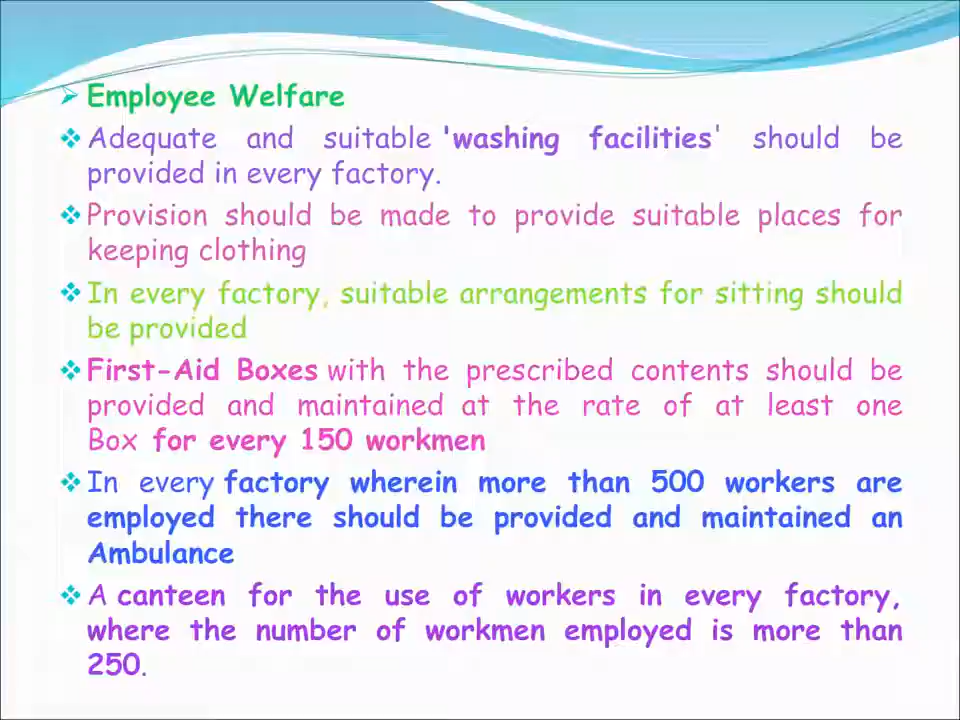 Employee Welfare
Adequate and suitable 'washing facilities' should be
provided in every factory.
Provision should be made to provide suitable places for
keeping clothing
In every factory, suitable arrangements for sitting should
be provided
First-Aid Boxes with the prescribed contents should be
provided and maintained at the rate of at least one
Box for every 150 workmen
In every factory wherein more than 500 workers are
employed there should be provided and maintained an
Ambulance
A canteen for the use of workers in every factory,
where the number of workmen employed is more than
250.